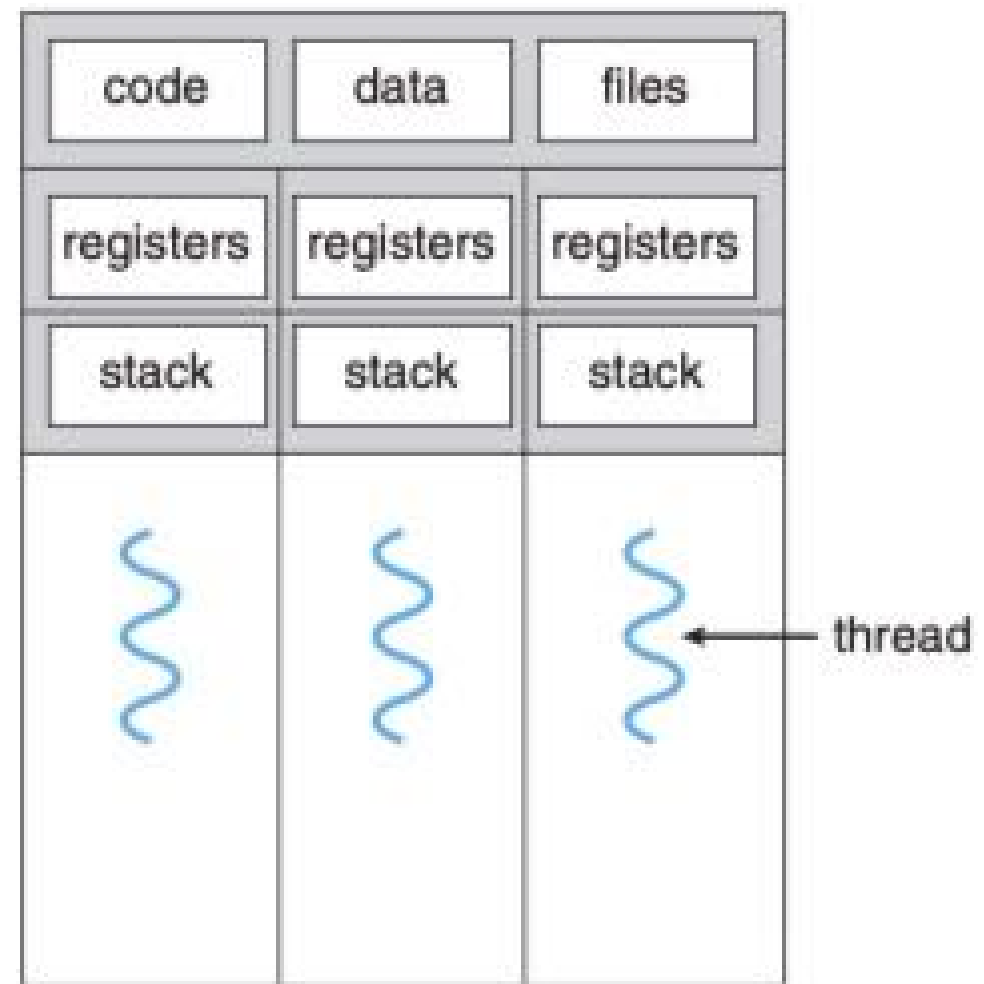 code data files
registers registers registers
stack stack stack
thread